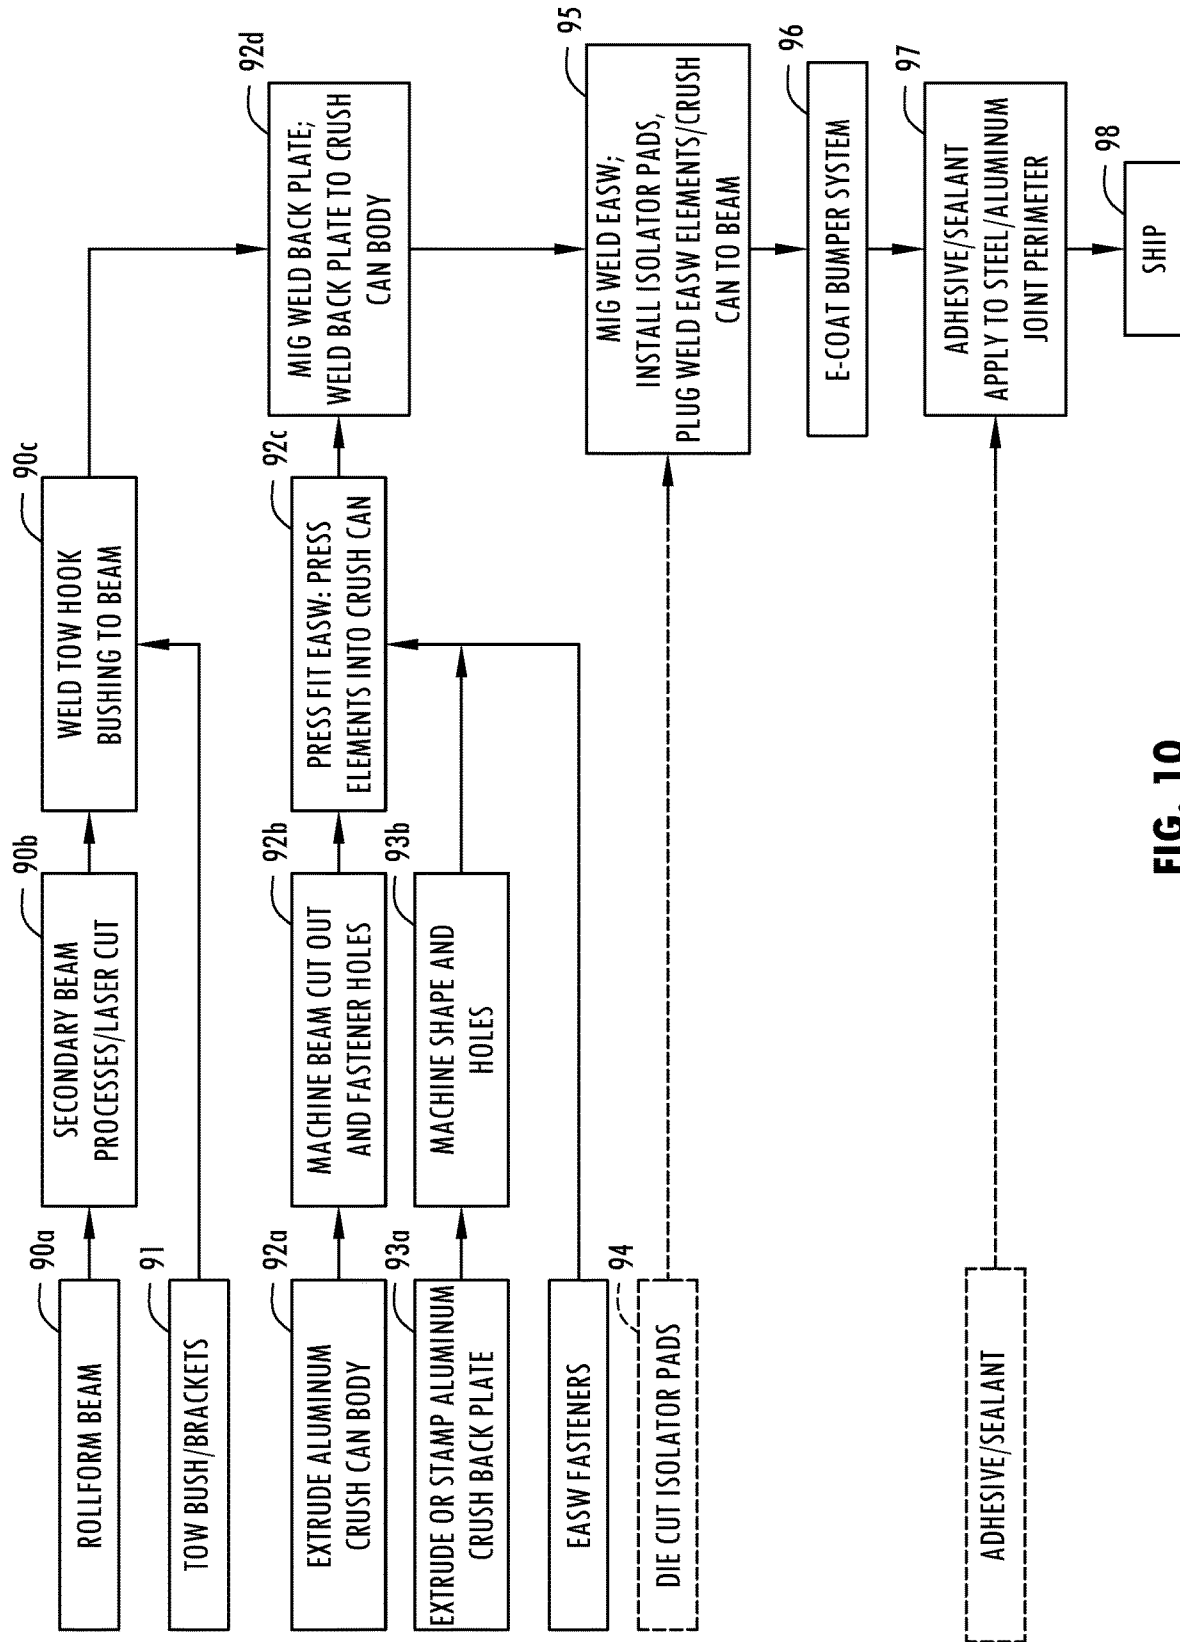 90a
ROLLFORM BEAM
90b
SECONDARY BEAM
PROCESSES/LASER CUT
90c
WELD TOW HOOK
BUSHING TO BEAM
91
TOW BUSH/BRACKETS
92a
EXTRUDE ALUMINUM
CRUSH CAN BODY
92b
MACHINE BEAM CUT OUT
AND FASTENER HOLES
92c
PRESS FIT EASW: PRESS
ELEMENTS INTO CRUSH CAN
92d
MIG WELD BACK PLATE;
WELD BACK PLATE TO CRUSH
CAN BODY
93a
EXTRUDE OR STAMP ALUMINUM
CRUSH BACK PLATE
93b
MACHINE SHAPE AND
HOLES
EASW FASTENERS
94
DIE CUT ISOLATOR PADS
95
MIG WELD EASW;
INSTALL ISOLATOR PADS,
PLUG WELD EASW ELEMENTS/CRUSH
CAN TO BEAM
96
E-COAT BUMPER SYSTEM
ADHESIVE/SEALANT
97
ADHESIVE/SEALANT
APPLY TO STEEL/ALUMINUM
JOINT PERIMETER
98
SHIP
FIG. 10